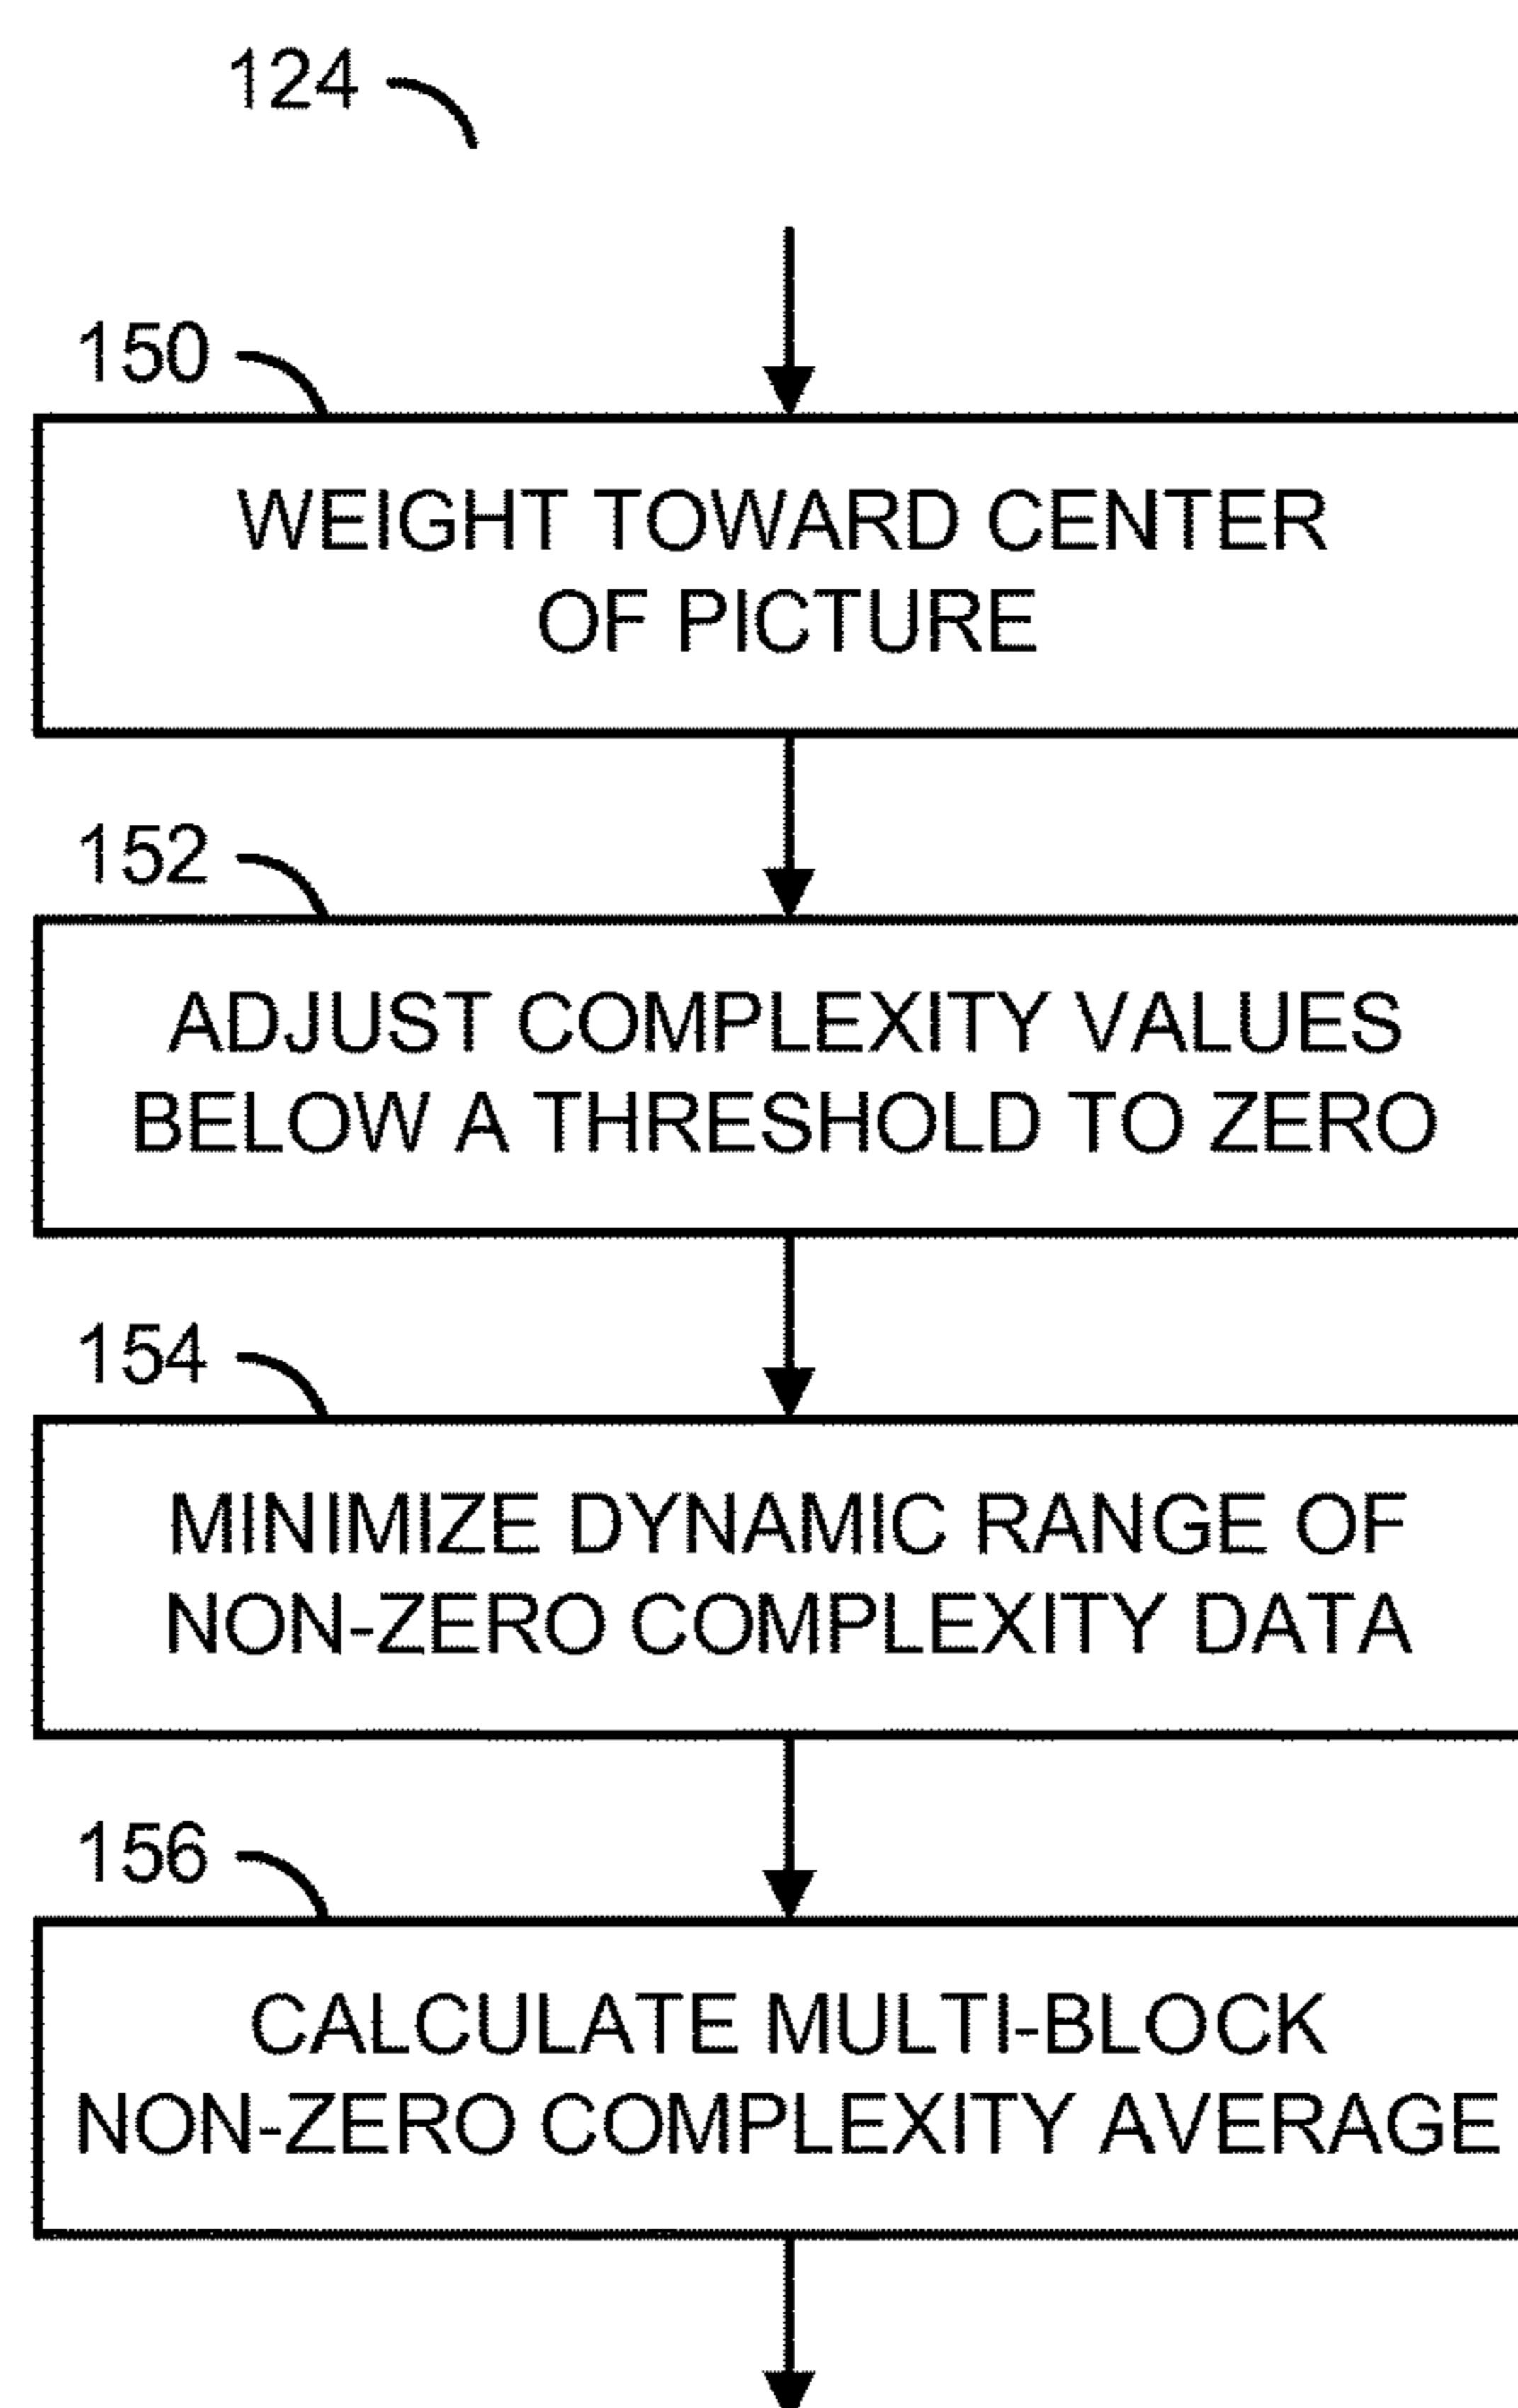 124
150
WEIGHT TOWARD CENTER
OF PICTURE
152
ADJUST COMPLEXITY VALUES
BELOW A THRESHOLD TO ZERO
154
MINIMIZE DYNAMIC RANGE OF
NON-ZERO COMPLEXITY DATA
156
CALCULATE MULTI-BLOCK
NON-ZERO COMPLEXITY AVERAGE